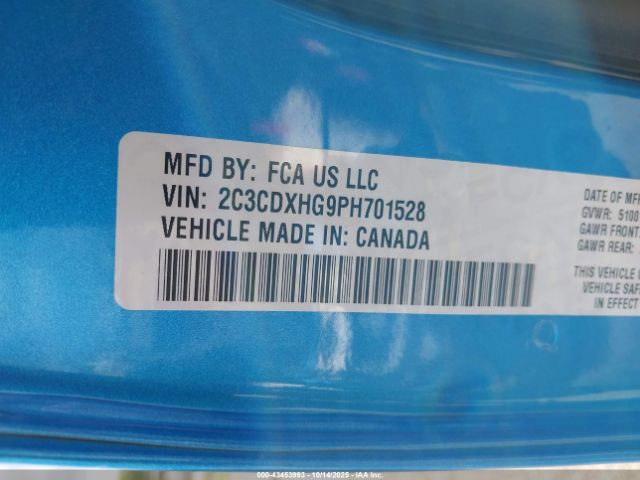 MFD BY: FCA US LLC
VIN: 2C3CDXHG9PH701528
VEHICLE MADE IN: CANADA
DATE OF MFR
GVWR: 5100
GAWR FRONT:
GAWR REAR:
THIS VEHICLE
VEHICLE SAF
IN EFFECT
000-43453993 - 10/14/2025 - IAA Inc.